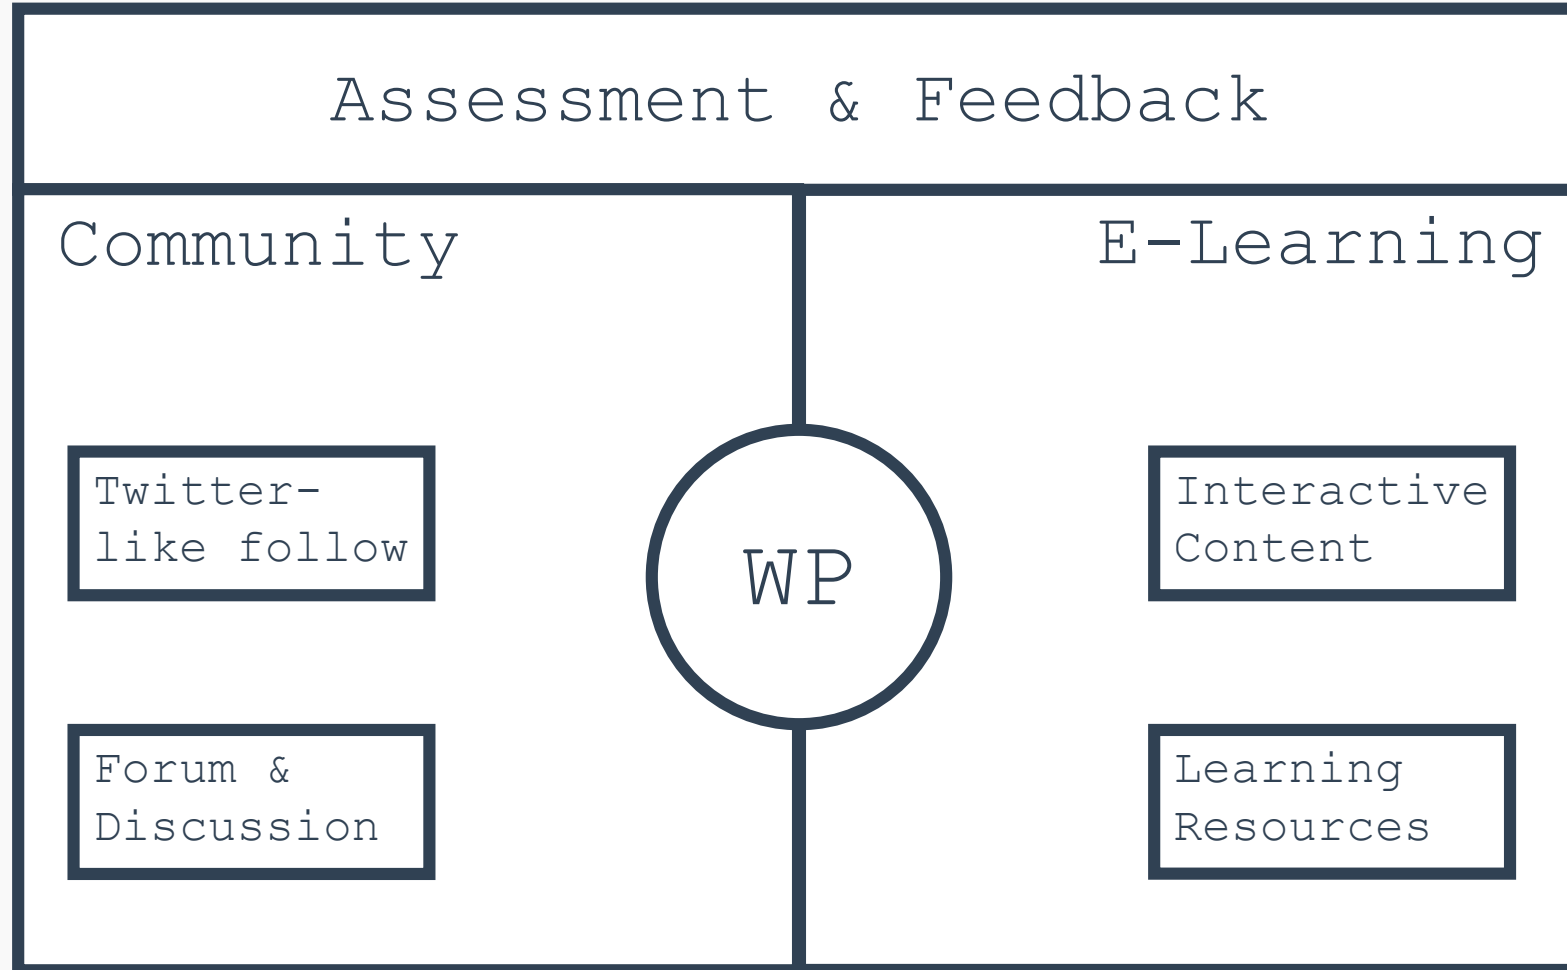 Assessment & Feedback
Community
E-Learning
Twitter-
like follow
Interactive
Content
WP
Forum &
Discussion
Learning
Resources